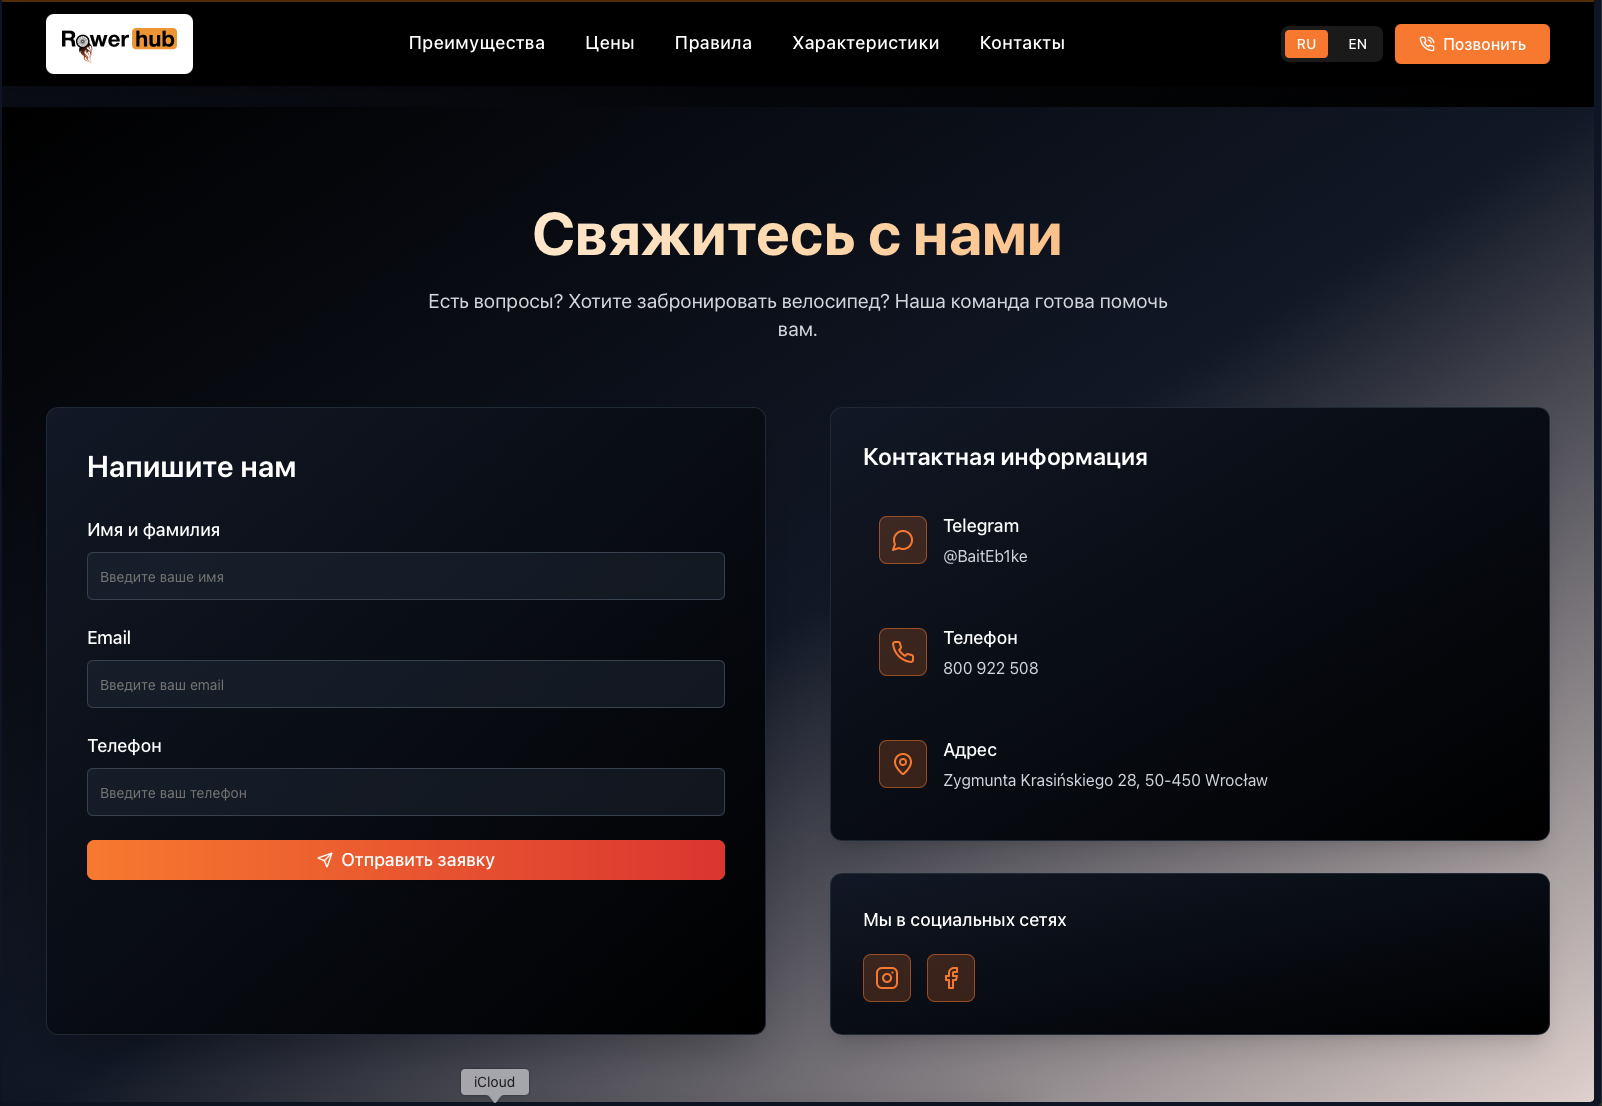 Rower hub
Преимущества
Цены
Правила
Характеристики
Контакты
RU
EN
Позвонить
Свяжитесь с нами
Есть вопросы? Хотите забронировать велосипед? Наша команда готова помочь
вам.
Напишите нам
Имя и фамилия
Введите ваше имя
Email
Введите ваш email
Телефон
Введите ваш телефон
Отправить заявку
Контактная информация
Telegram
@BaitEb1ke
Телефон
800 922 508
Адрес
Zygmunta Krasińskiego 28, 50-450 Wrocław
Мы в социальных сетях
iCloud